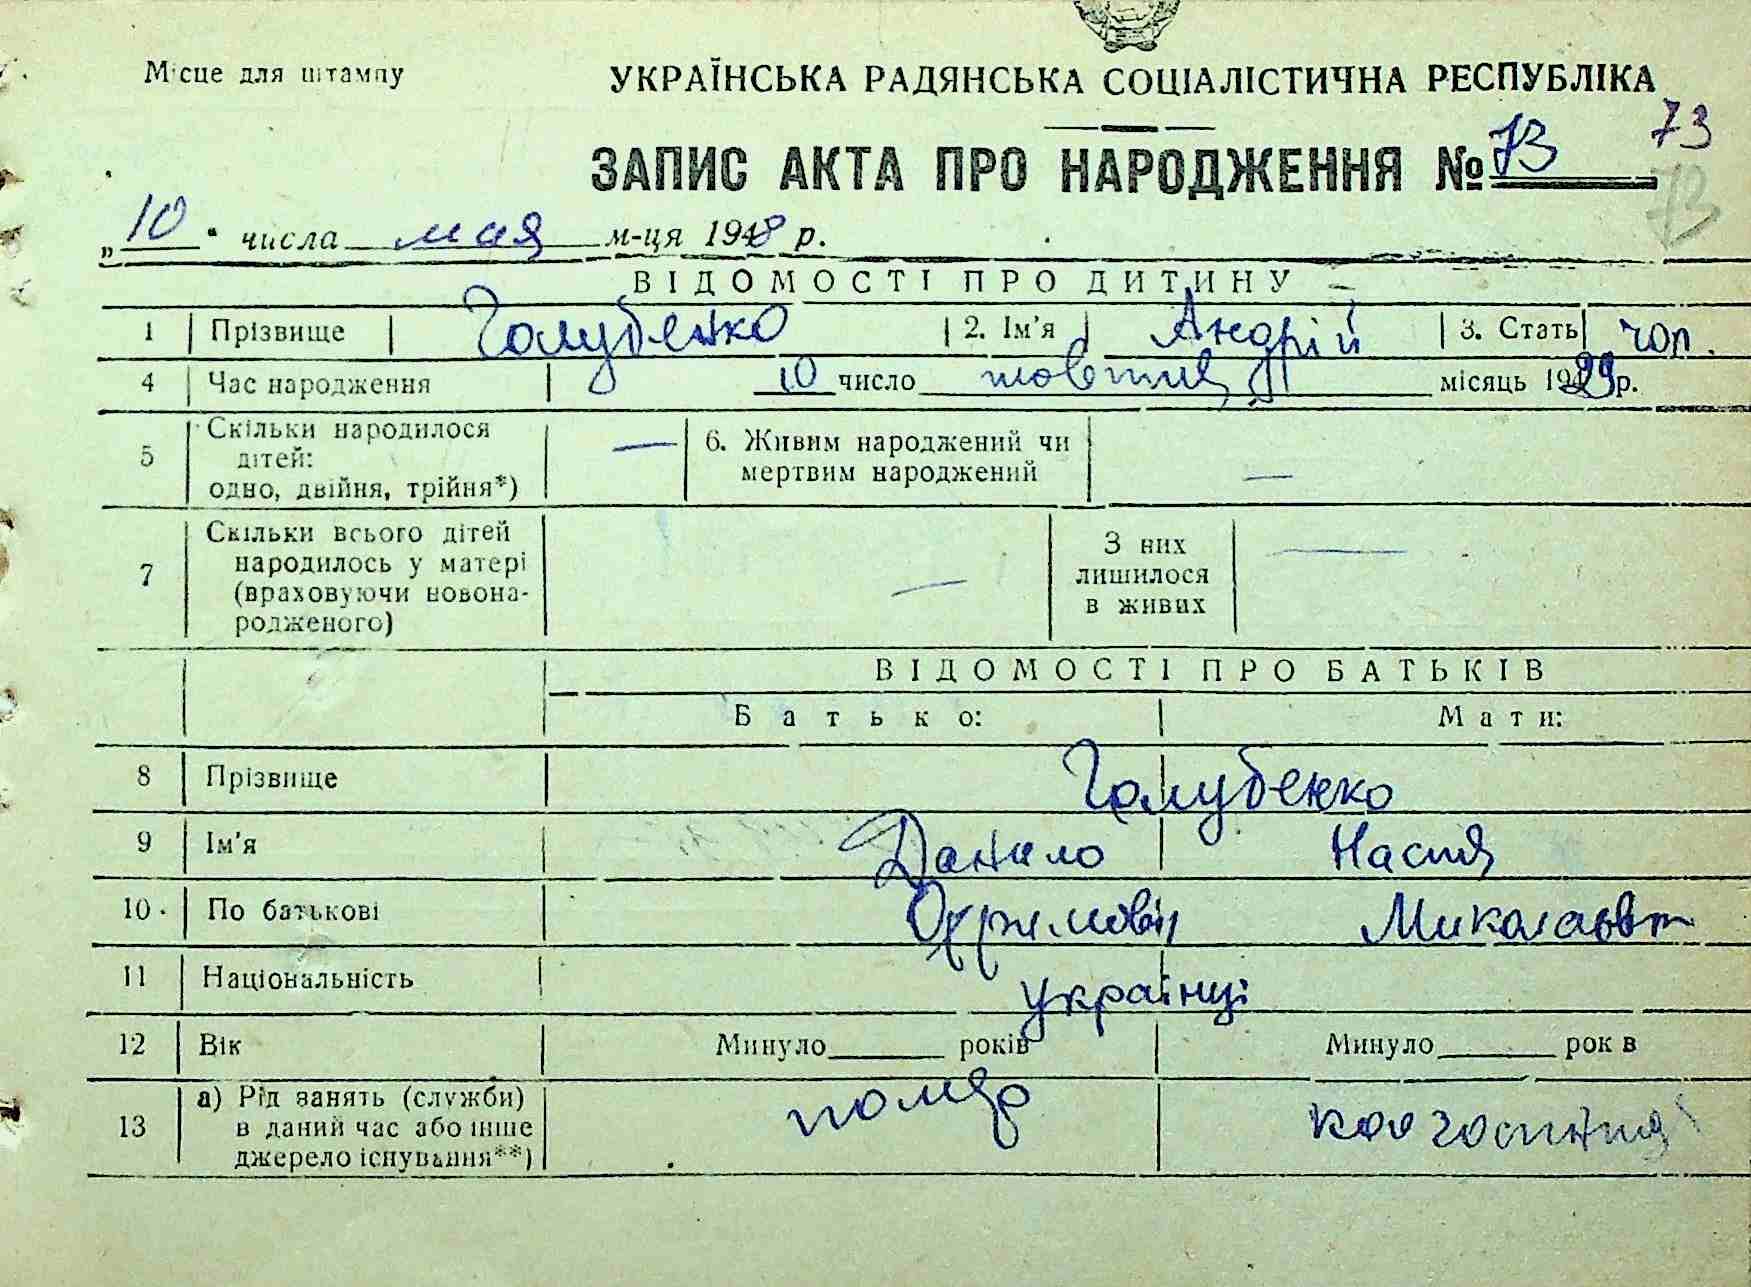 Місце для штампу
УКРАЇНСЬКА РАДЯНСЬКА СОЦІАЛІСТИЧНА РЕСПУБЛІКА
73
ЗАПИС АКТА ПРО НАРОДЖЕННЯ № 73
73
„10" числа мая м-ця 1948 р.
ВІДОМОСТІ ПРО ДИТИНУ
1 Прізвище Голубенко 2. Ім'я Андрій 3. Стать чол.
4 Час народження 10 число жовтня місяць 1929 р.
5 Скільки народилося дітей: одно, двійня, трійня*) — 6. Живим народжений чи мертвим народжений —
7 Скільки всього дітей народилось у матері (враховуючи новонародженого) — З них лишилося в живих —
ВІДОМОСТІ ПРО БАТЬКІВ
Батько: Мати:
8 Прізвище Голубенко
9 Ім'я Данило Настя
10 По батькові Охрімович Миколаївн
11 Національність українці
12 Вік Минуло______ років Минуло______ рок в
13 а) Рід занять (служби) в даний час або інше джерело існування**) помер колгоспниця